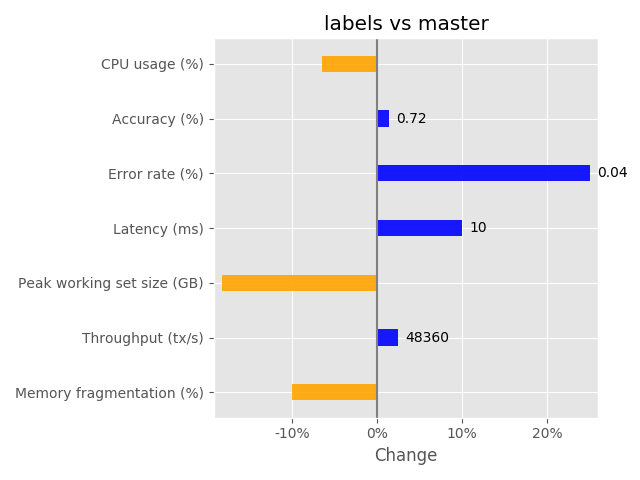 labels vs master
CPU usage (%)
Accuracy (%)
0.72
Error rate (%)
0.04
Latency (ms)
10
Peak working set size (GB)
Throughput (tx/s)
48360
Memory fragmentation (%)
-10%
0%
10%
20%
Change